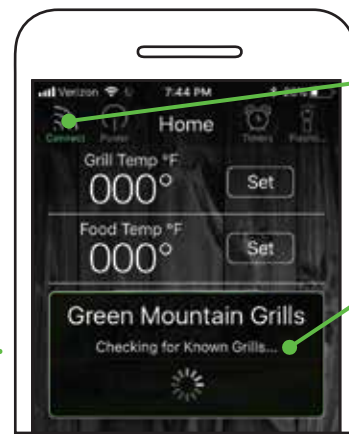 Verizon 7:44 PM
Connect Power Home Timers
Grill Temp °F
000° Set
Food Temp °F
000° Set
Green Mountain Grills
Checking for Known Grills...